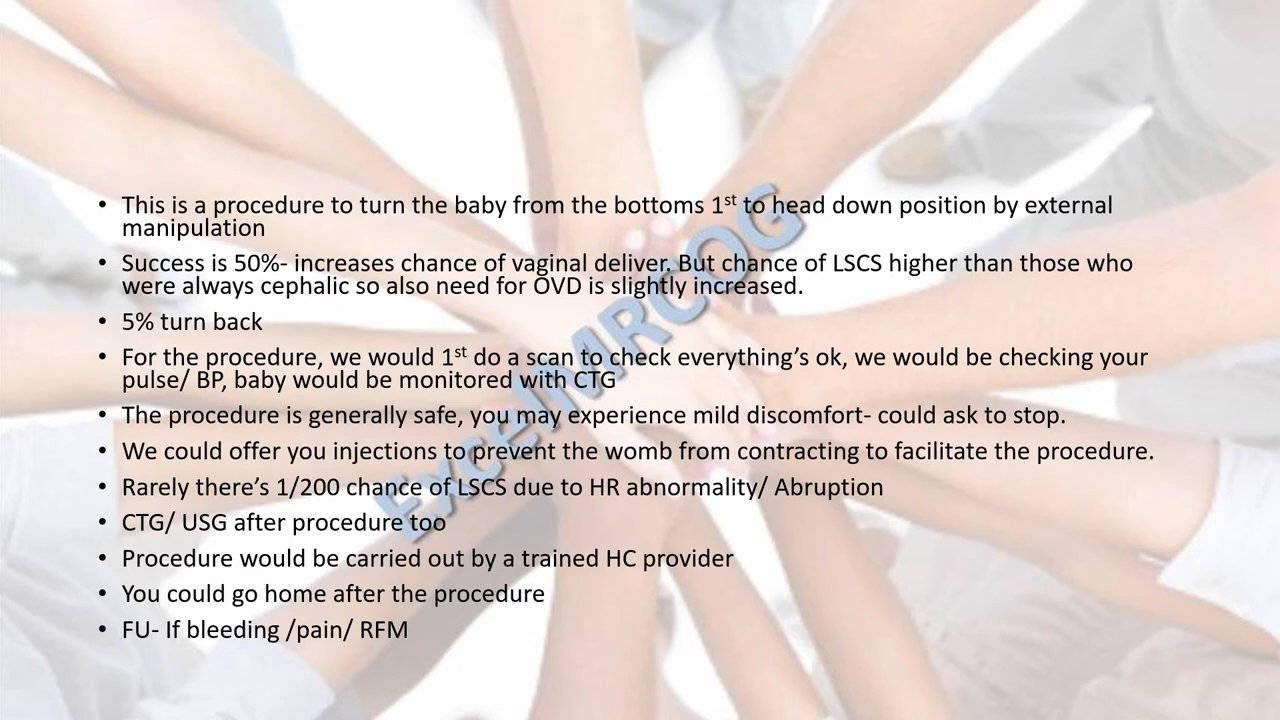 • This is a procedure to turn the baby from the bottoms 1st to head down position by external
manipulation
• Success is 50%- increases chance of vaginal deliver. But chance of LSCS higher than those who
were always cephalic so also need for OVD is slightly increased.
• 5% turn back
• For the procedure, we would 1st do a scan to check everything's ok, we would be checking your
pulse/ BP, baby would be monitored with CTG
• The procedure is generally safe, you may experience mild discomfort- could ask to stop.
• We could offer you injections to prevent the womb from contracting to facilitate the procedure.
• Rarely there's 1/200 chance of LSCS due to HR abnormality/ Abruption
• CTG/ USG after procedure too
• Procedure would be carried out by a trained HC provider
• You could go home after the procedure
• FU- If bleeding /pain/ RFM
ExcelMRCOG